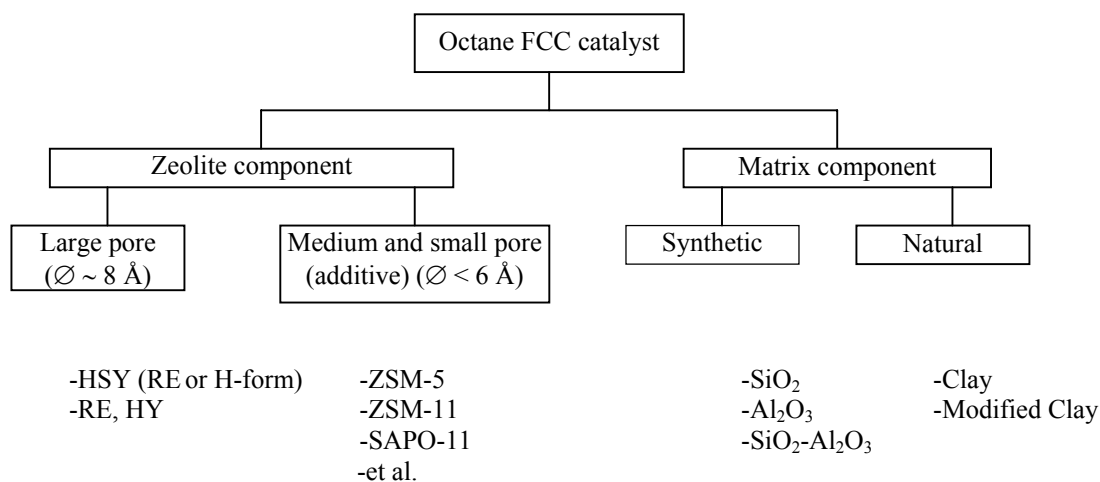 Octane FCC catalyst
Zeolite component
Matrix component
Large pore
(∅ ~ 8 Å)
Medium and small pore
(additive) (∅ < 6 Å)
Synthetic
Natural
-HSY (RE or H-form)
-RE, HY
-ZSM-5
-ZSM-11
-SAPO-11
-et al.
-SiO₂
-Al₂O₃
-SiO₂-Al₂O₃
-Clay
-Modified Clay